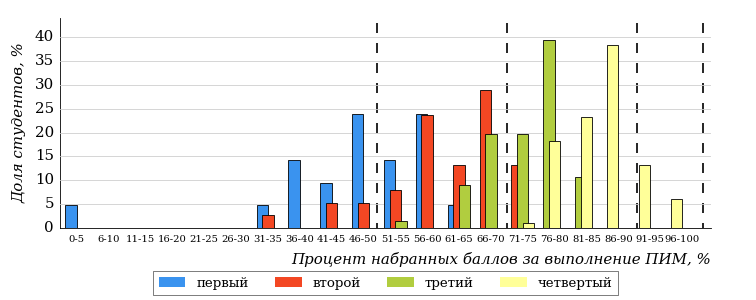 Доля студентов, %
40
35
30
25
20
15
10
5
0
0-5 6-10 11-15 16-20 21-25 26-30 31-35 36-40 41-45 46-50 51-55 56-60 61-65 66-70 71-75 76-80 81-85 86-90 91-95 96-100
Процент набранных баллов за выполнение ПИМ, %
первый второй третий четвертый